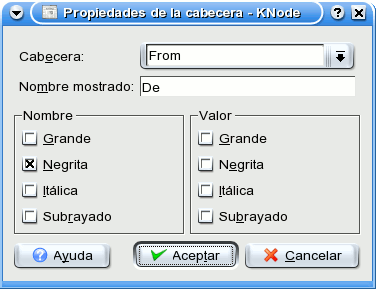 Propiedades de la cabecera - KNode
Cabecera: From
Nombre mostrado: De
Nombre Valor
Grande Grande
Negrita Negrita
Itálica Itálica
Subrayado Subrayado
Ayuda Aceptar Cancelar